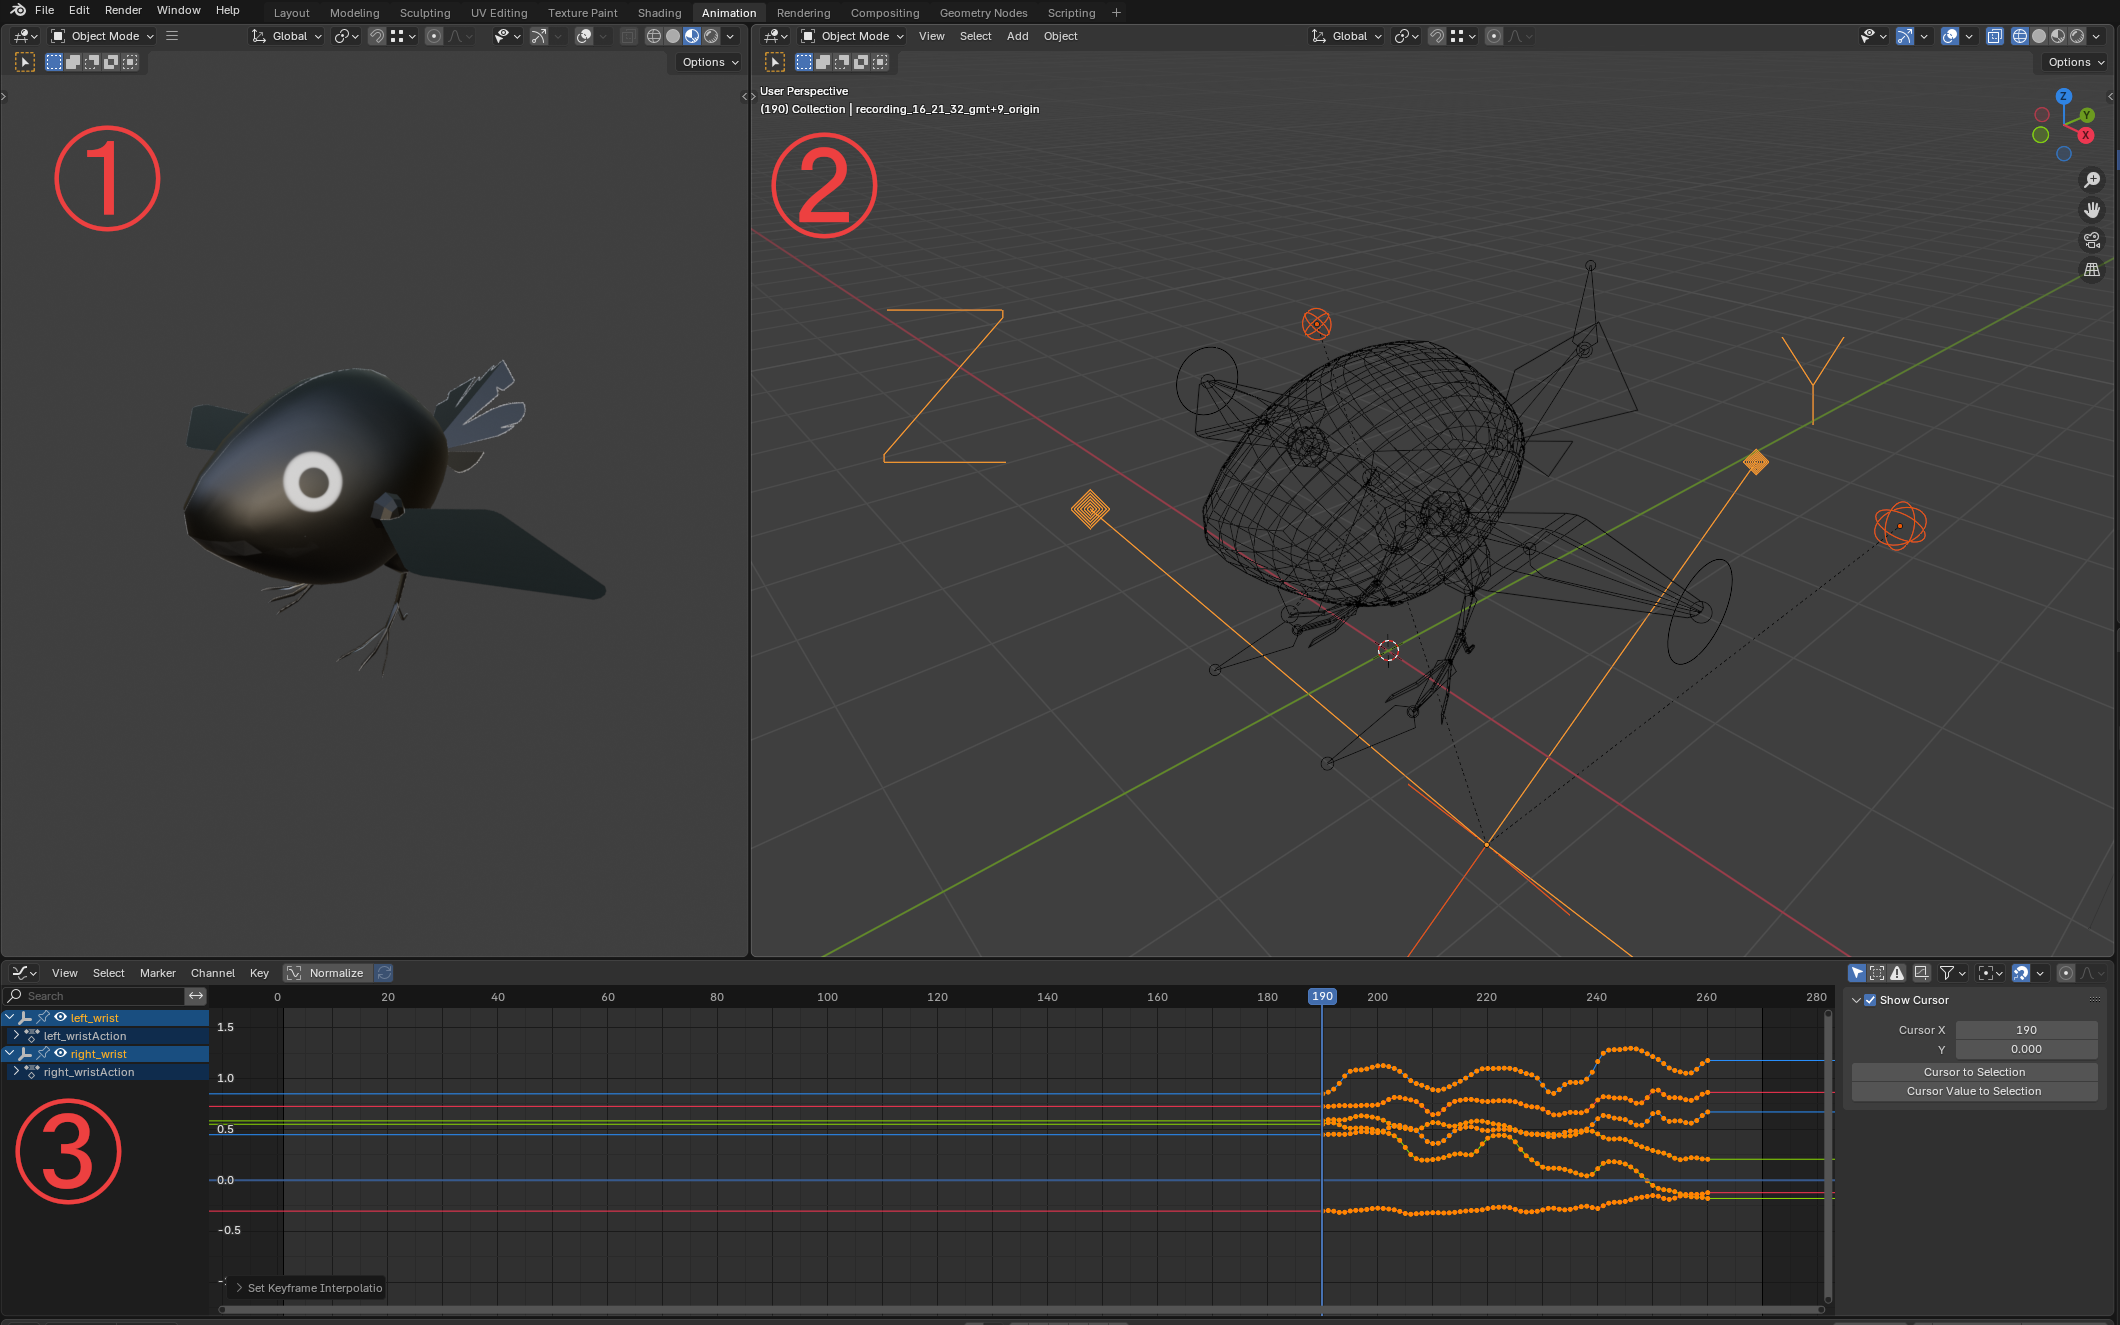 File Edit Render Window Help Layout Modeling Sculpting UV Editing Texture Paint Shading Animation Rendering Compositing Geometry Nodes Scripting +
Object Mode Global
Options
①
Object Mode View Select Add Object Global
Options
User Perspective
(190) Collection | recording_16_21_32_gmt+9_origin
②
Z
Y
X
Z
Y
View Select Marker Channel Key Normalize
Search
0 20 40 60 80 100 120 140 160 180 190 200 220 240 260 280
left_wrist
left_wristAction
right_wrist
right_wristAction
③
1.5
1.0
0.5
0.0
-0.5
Set Keyframe Interpolatio
Show Cursor
Cursor X 190
Y 0.000
Cursor to Selection
Cursor Value to Selection